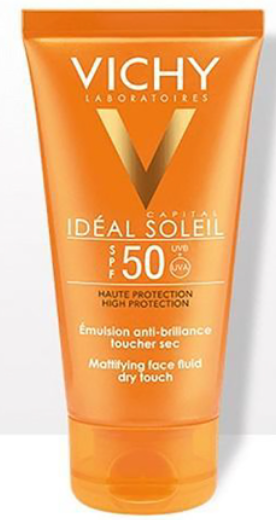 VICHY
LABORATOIRES
CAPITAL
IDÉAL SOLEIL
SPF 50 UVB + UVA
HAUTE PROTECTION
HIGH PROTECTION
Émulsion anti-brillance
toucher sec
Mattifying face fluid
dry touch